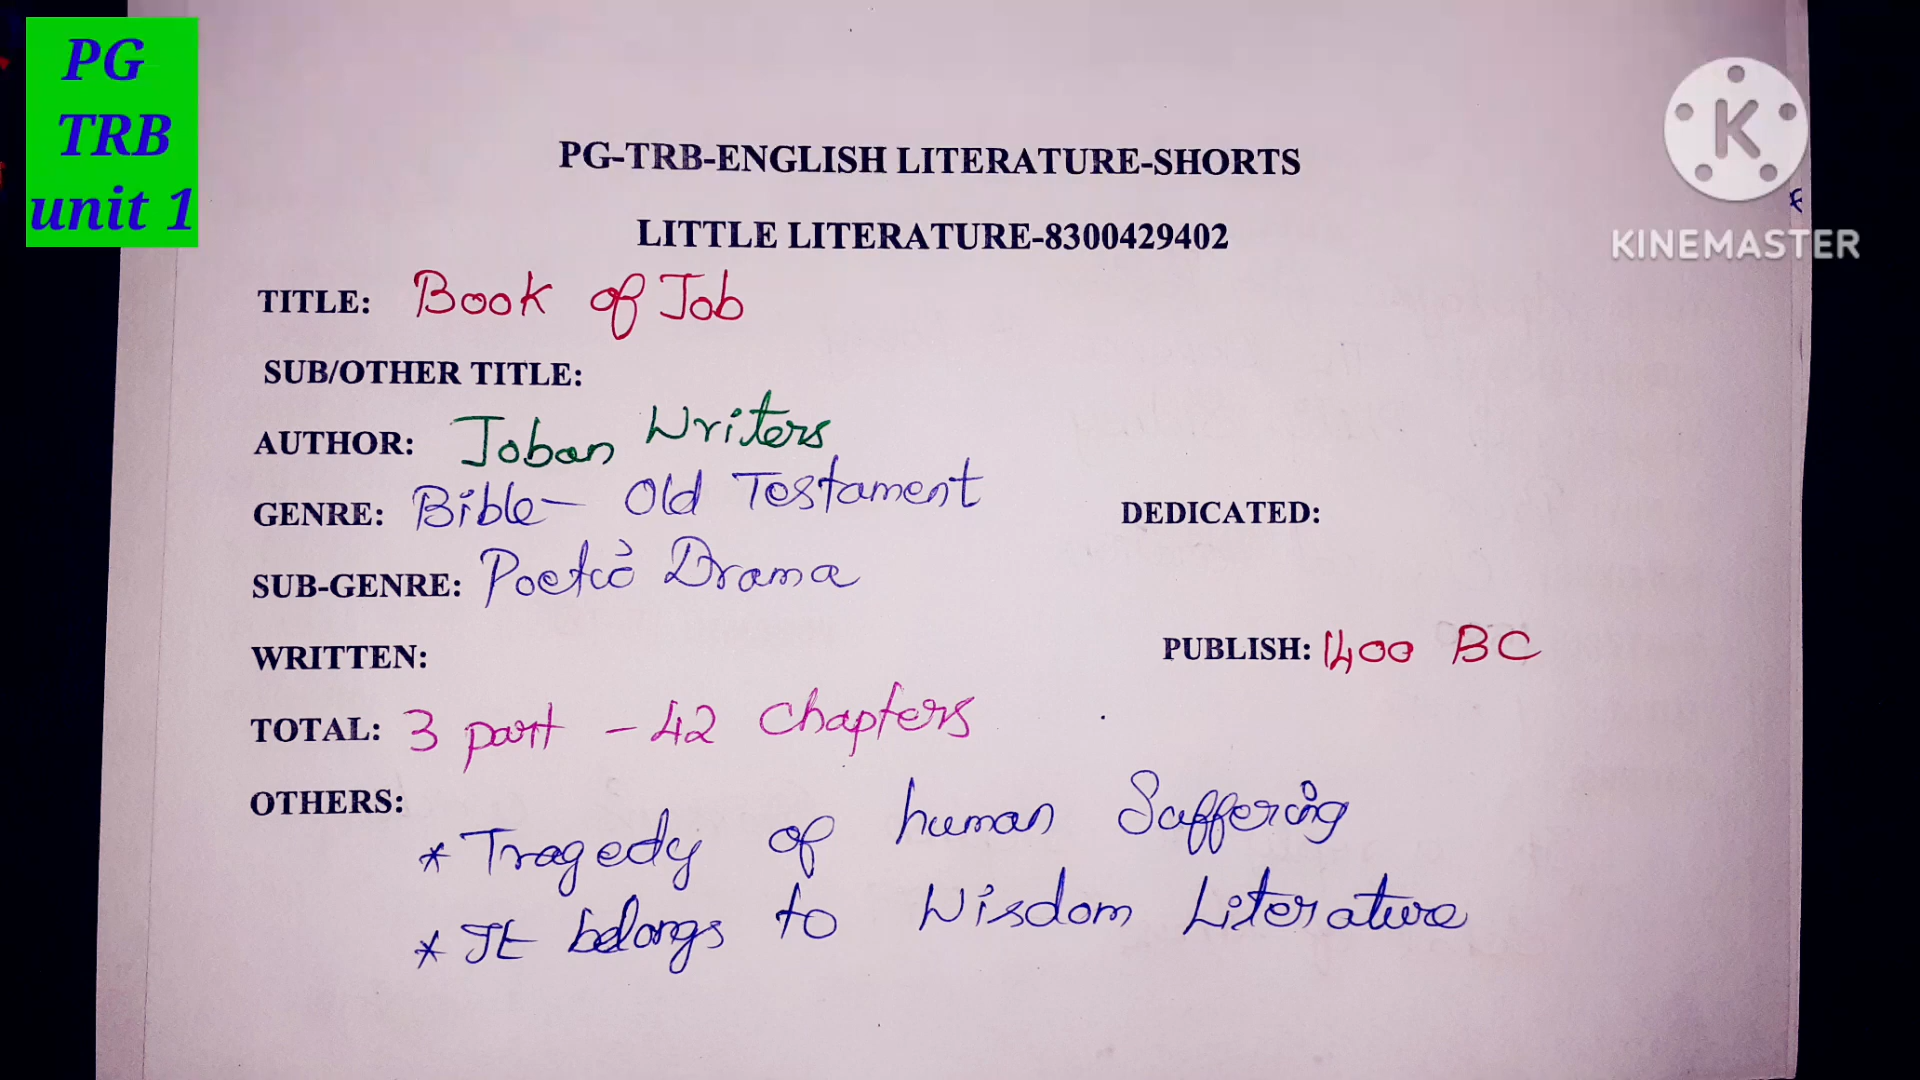 PG
TRB
unit 1
K
KINEMASTER
PG-TRB-ENGLISH LITERATURE-SHORTS
LITTLE LITERATURE-8300429402
TITLE: Book of Job
SUB/OTHER TITLE:
AUTHOR: Joban Writers
GENRE: Bible - Old Testament
DEDICATED:
SUB-GENRE: Poetic Drama
WRITTEN:
PUBLISH: 1400 BC
TOTAL: 3 part - 42 Chapters
OTHERS:
* Tragedy of human Suffering
* It belongs to Wisdom Literature